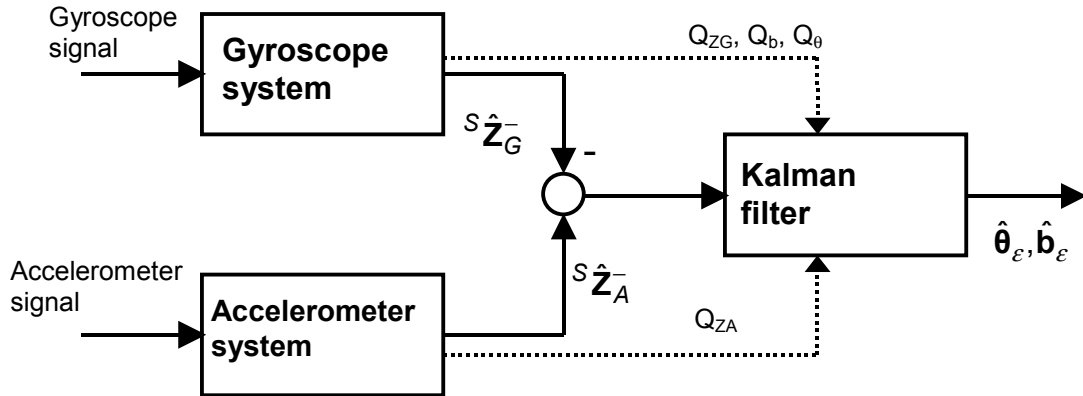 Gyroscope
signal
Gyroscope
system
Q_ZG, Q_b, Q_θ
^S Ẑ_G^−
-
Kalman
filter
θ̂_ε, b̂_ε
Accelerometer
signal
^S Ẑ_A^−
Accelerometer
system
Q_ZA